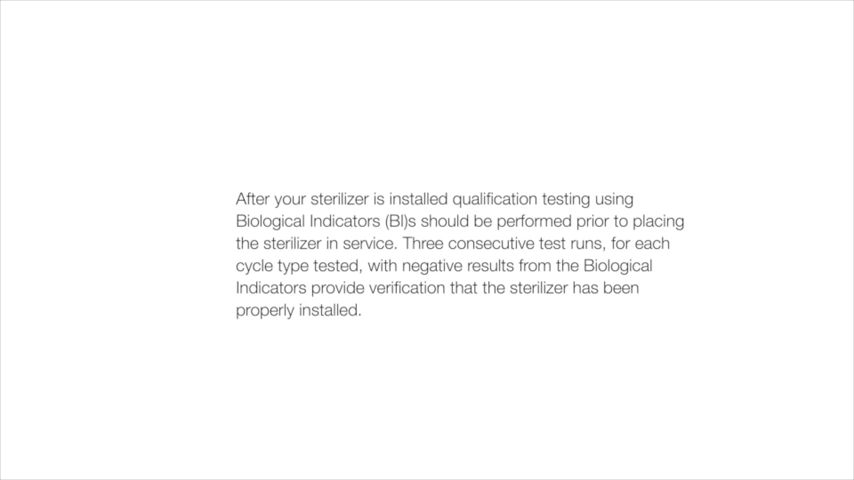 After your sterilizer is installed qualification testing using
Biological Indicators (BI)s should be performed prior to placing
the sterilizer in service. Three consecutive test runs, for each
cycle type tested, with negative results from the Biological
Indicators provide verification that the sterilizer has been
properly installed.